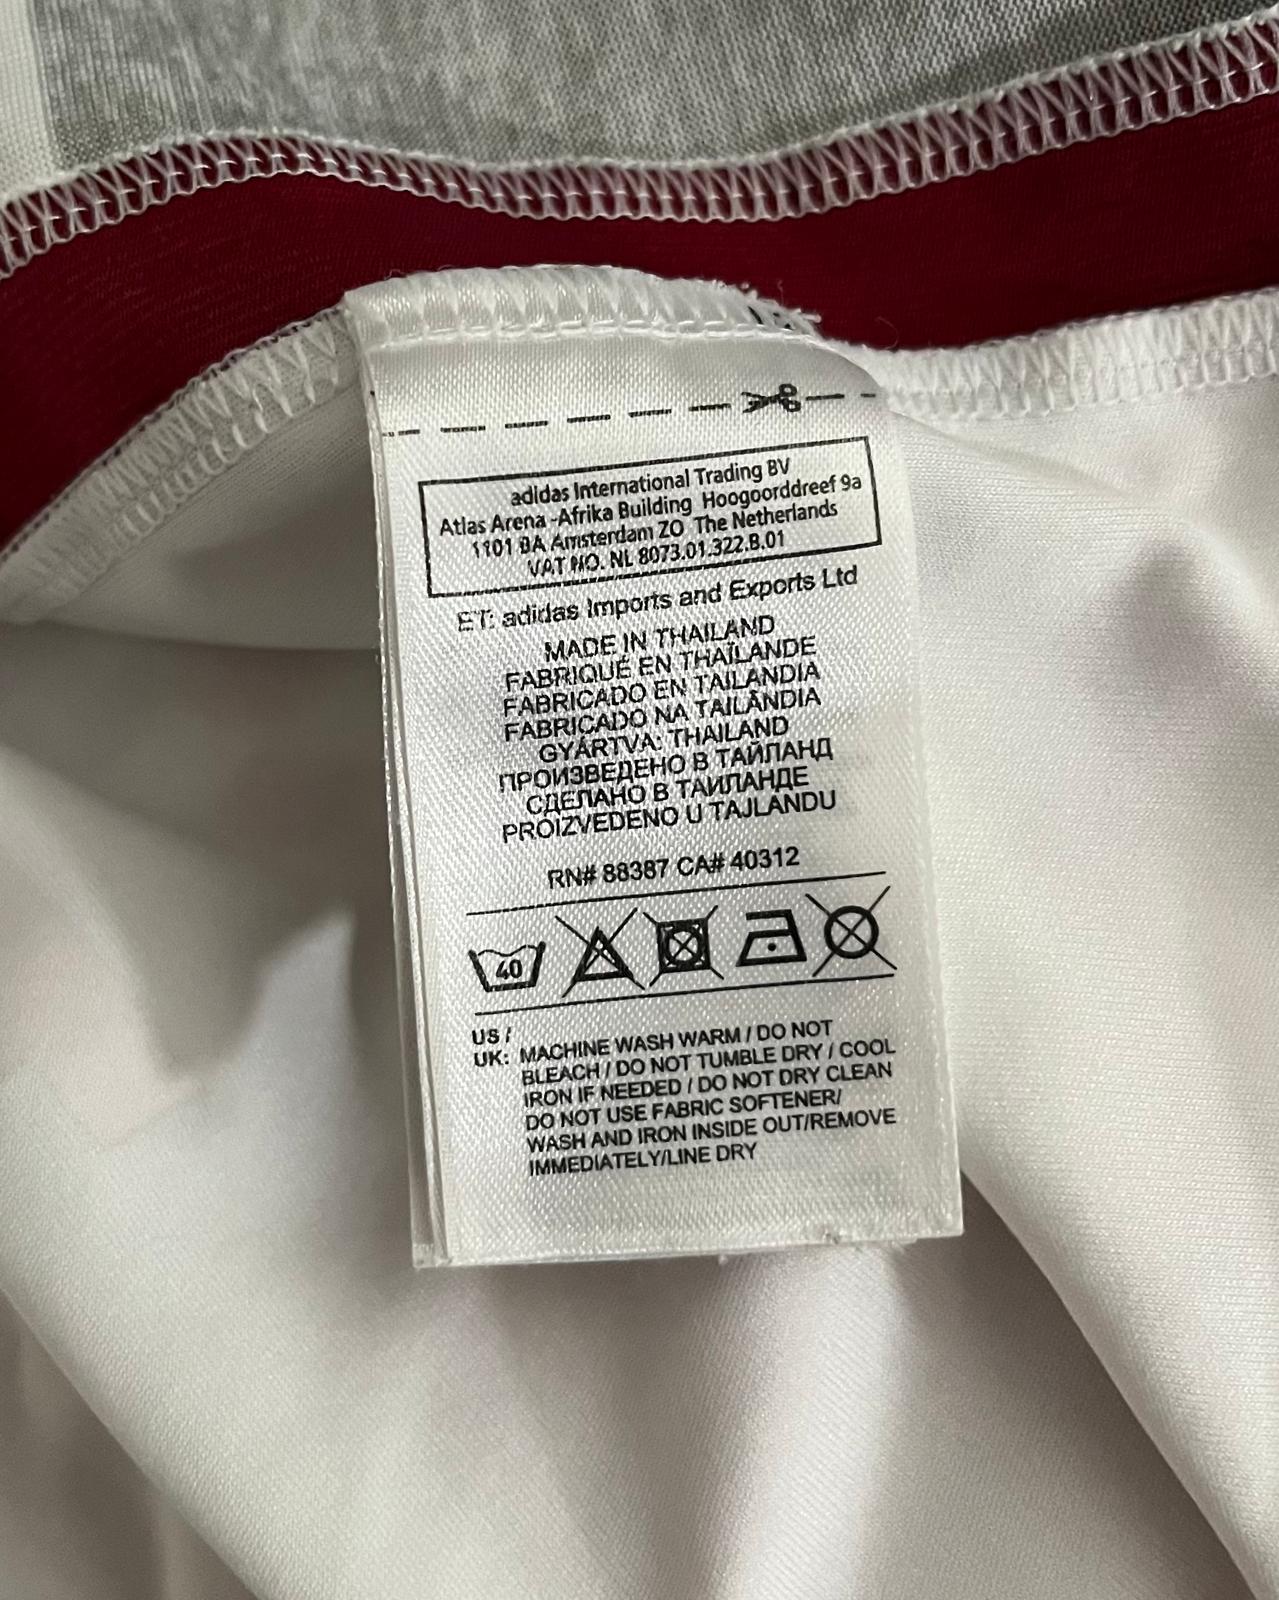 adidas International Trading BV
Atlas Arena -Afrika Building Hoogoorddreef 9a
1101 BA Amsterdam ZO The Netherlands
VAT NO. NL 8073.01.322.B.01
ET: adidas Imports and Exports Ltd
MADE IN THAILAND
FABRIQUÉ EN THAÏLANDE
FABRICADO EN TAILANDIA
FABRICADO NA TAILÂNDIA
GYÁRTVA: THAILAND
ПРОИЗВЕДЕНО В ТАЙЛАНД
СДЕЛАНО В ТАИЛАНДЕ
PROIZVEDENO U TAJLANDU
RN# 88387 CA# 40312
40
US /
UK: MACHINE WASH WARM / DO NOT
BLEACH / DO NOT TUMBLE DRY / COOL
IRON IF NEEDED / DO NOT DRY CLEAN
DO NOT USE FABRIC SOFTENER/
WASH AND IRON INSIDE OUT/REMOVE
IMMEDIATELY/LINE DRY